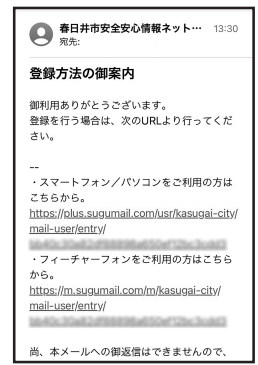 春日井市安全安心情報ネット… 13:30
宛先:
登録方法の御案内
御利用ありがとうございます。
登録を行う場合は、次のURLより行ってくだ
さい。
--
・スマートフォン／パソコンをご利用の方は
こちらから。
https://plus.sugumail.com/usr/kasugai-city/
mail-user/entry/
・フィーチャーフォンをご利用の方はこちら
から。
https://m.sugumail.com/m/kasugai-city/
mail-user/entry/
尚、本メールへの御返信はできませんので、